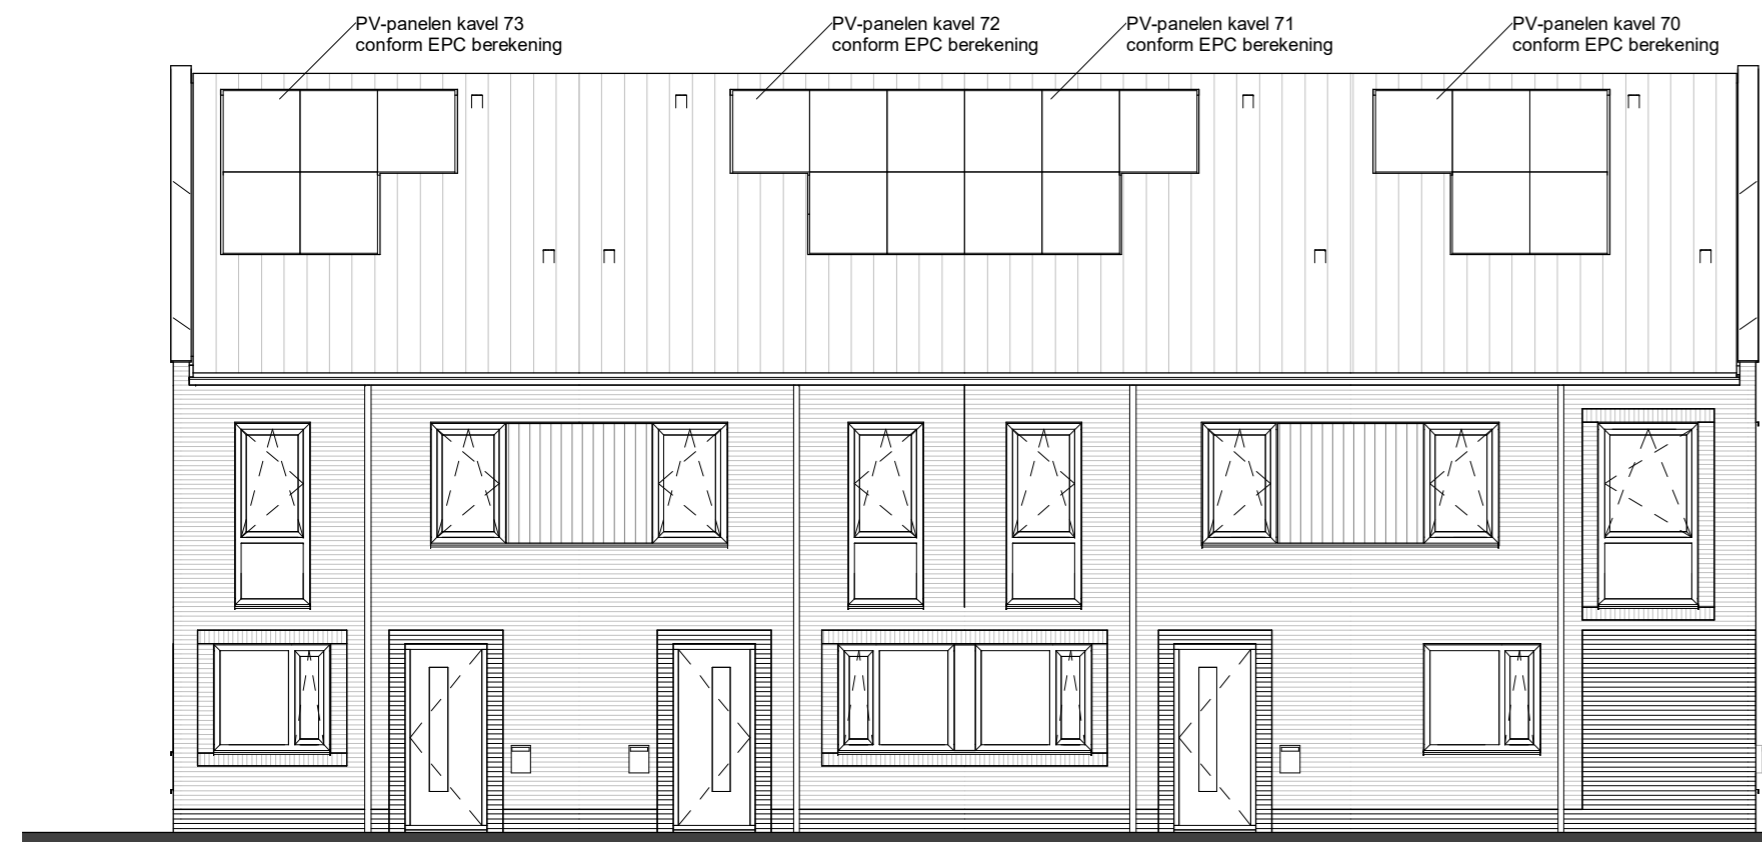 PV-panelen kavel 73
conform EPC berekening
PV-panelen kavel 72
conform EPC berekening
PV-panelen kavel 71
conform EPC berekening
PV-panelen kavel 70
conform EPC berekening